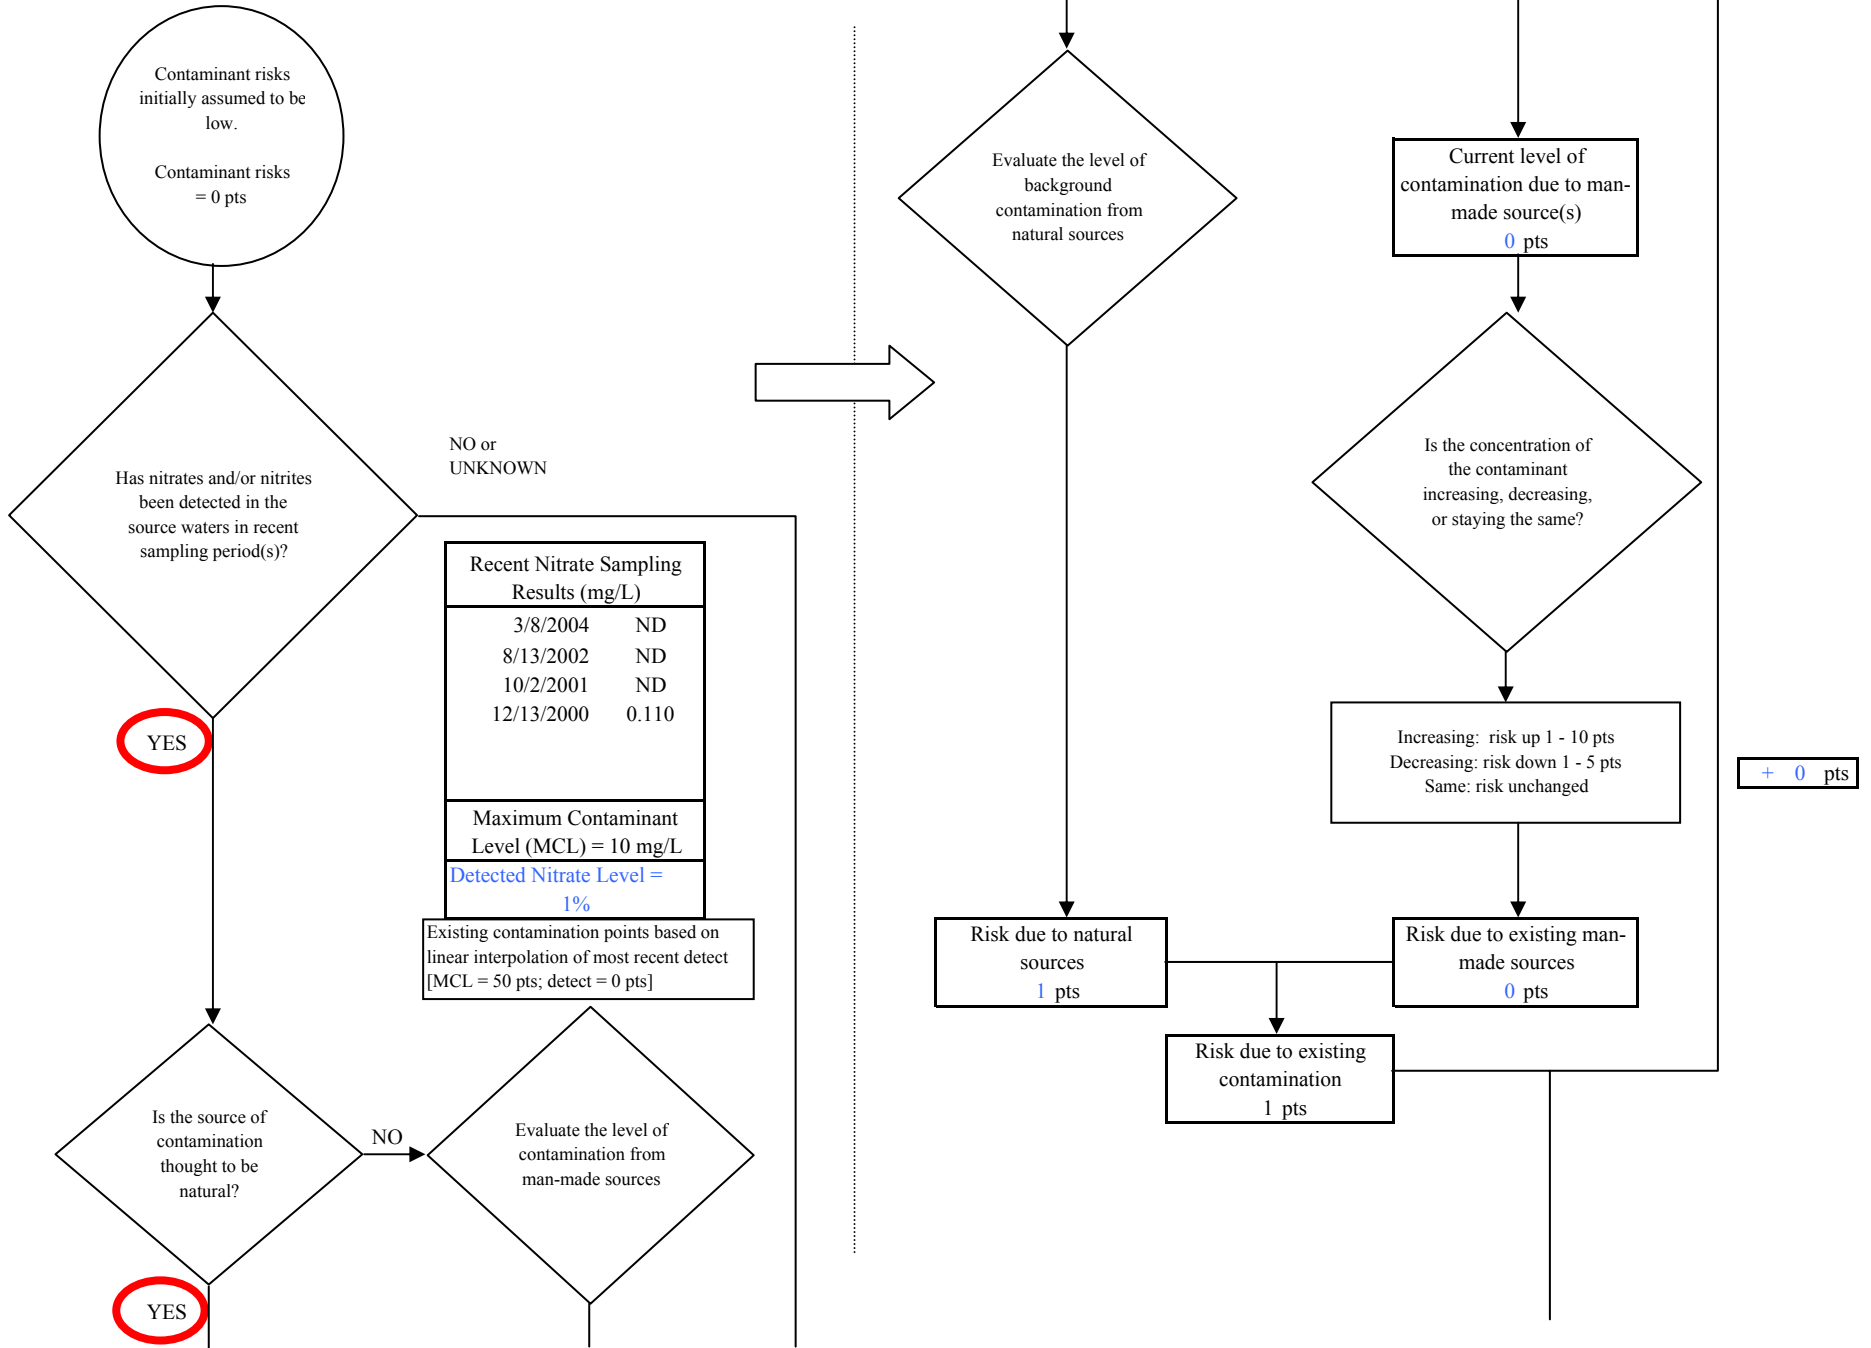 Contaminant risks
initially assumed to be
low.
Contaminant risks
= 0 pts
Has nitrates and/or nitrites
been detected in the
source waters in recent
sampling period(s)?
NO or
UNKNOWN
YES
Recent Nitrate Sampling
Results (mg/L)
3/8/2004 ND
8/13/2002 ND
10/2/2001 ND
12/13/2000 0.110
Maximum Contaminant
Level (MCL) = 10 mg/L
Detected Nitrate Level =
1%
Existing contamination points based on
linear interpolation of most recent detect
[MCL = 50 pts; detect = 0 pts]
Is the source of
contamination
thought to be
natural?
NO
Evaluate the level of
contamination from
man-made sources
YES
Evaluate the level of
background
contamination from
natural sources
Current level of
contamination due to man-
made source(s)
0 pts
Is the concentration of
the contaminant
increasing, decreasing,
or staying the same?
Increasing: risk up 1 - 10 pts
Decreasing: risk down 1 - 5 pts
Same: risk unchanged
+ 0 pts
Risk due to natural
sources
1 pts
Risk due to existing man-
made sources
0 pts
Risk due to existing
contamination
1 pts